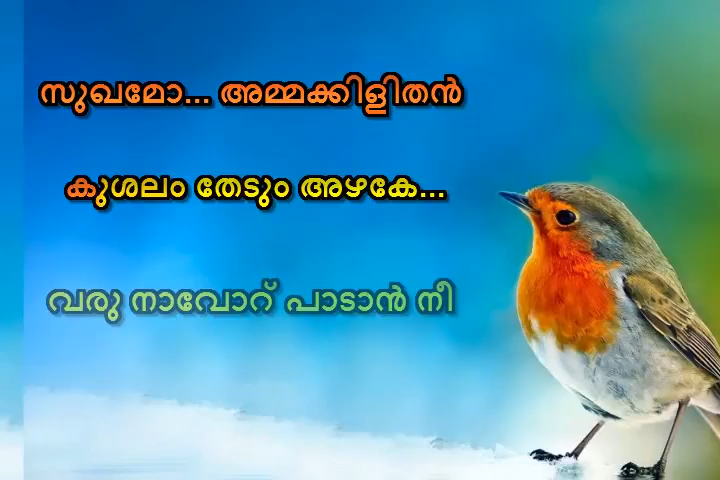 സുഖമോ... അമ്മക്കിളിതൻ
കുശലം തേടും അഴകേ...
വരു നാവോറ് പാടാൻ നീ